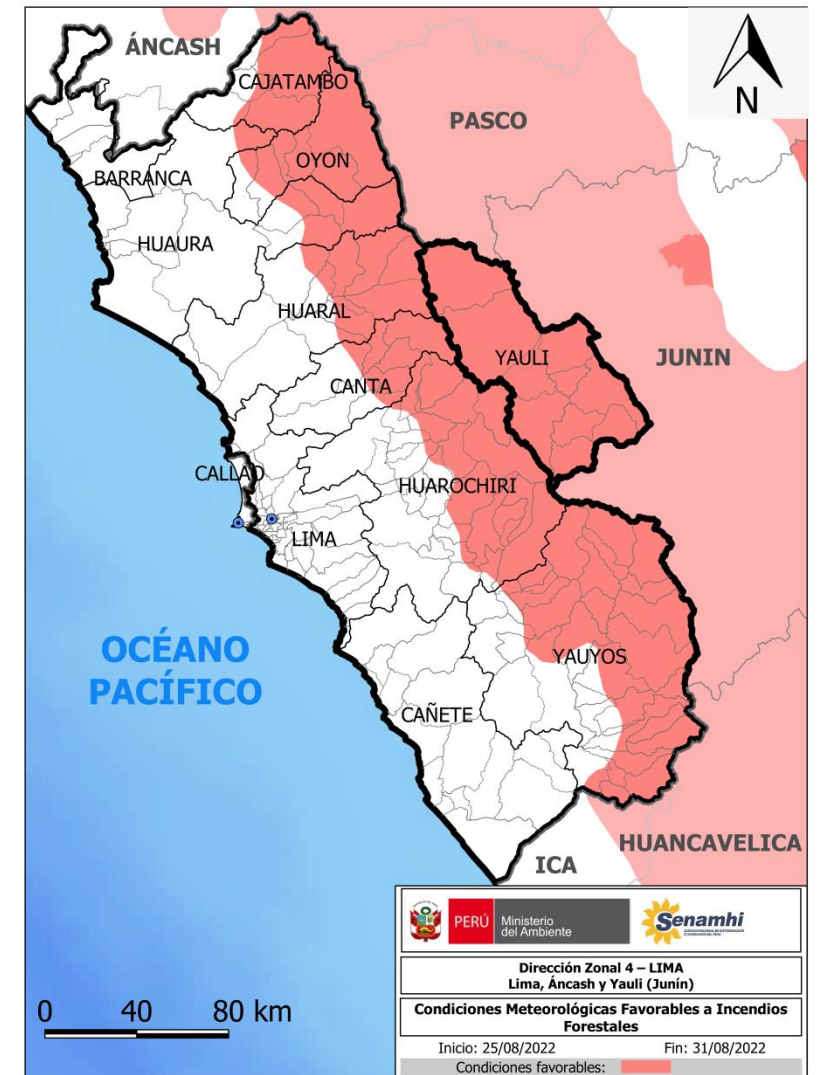 ÁNCASH
N
CAJATAMBO
PASCO
OYON
BARRANCA
HUAURA
HUARAL
YAULI
JUNIN
CANTA
CALLAO
HUAROCHIRI
LIMA
OCÉANO
PACÍFICO
YAUYOS
CAÑETE
HUANCAVELICA
ICA
PERÚ
Ministerio
del Ambiente
Senamhi
Dirección Zonal 4 – LIMA
Lima, Áncash y Yauli (Junín)
Condiciones Meteorológicas Favorables a Incendios
Forestales
0 40 80 km
Inicio: 25/08/2022 Fin: 31/08/2022
Condiciones favorables: